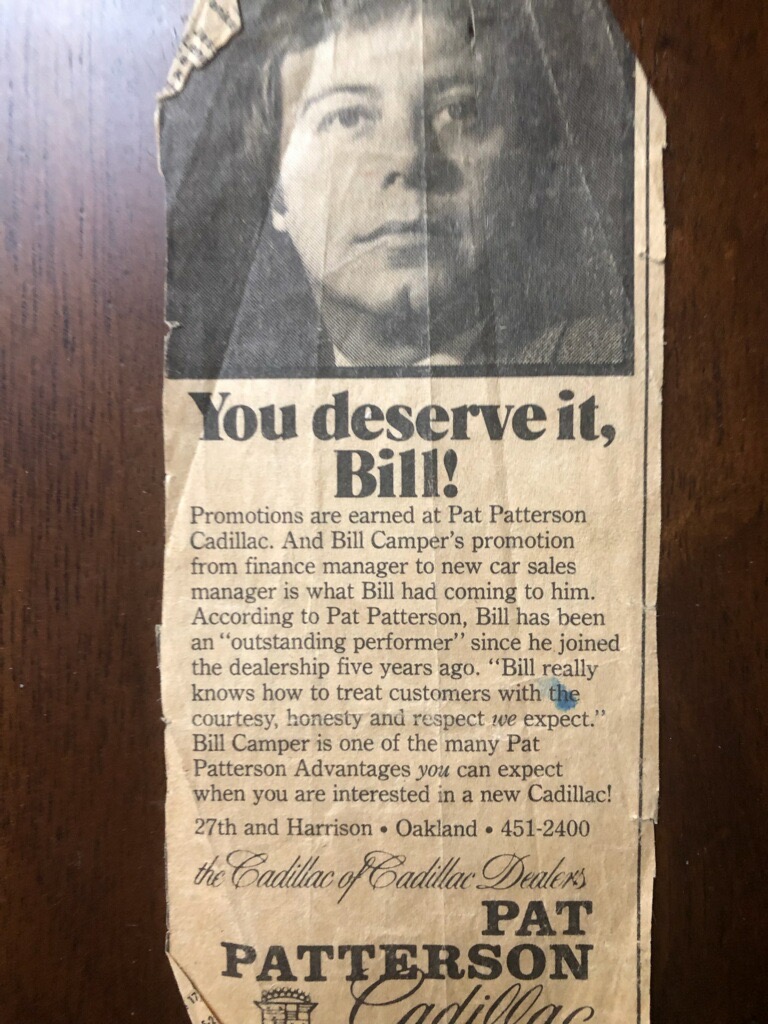 You deserve it,
Bill!
Promotions are earned at Pat Patterson
Cadillac. And Bill Camper's promotion
from finance manager to new car sales
manager is what Bill had coming to him.
According to Pat Patterson, Bill has been
an "outstanding performer" since he joined
the dealership five years ago. "Bill really
knows how to treat customers with the
courtesy, honesty and respect we expect."
Bill Camper is one of the many Pat
Patterson Advantages you can expect
when you are interested in a new Cadillac!
27th and Harrison • Oakland • 451-2400
the Cadillac of Cadillac Dealers
PAT
PATTERSON
Cadillac